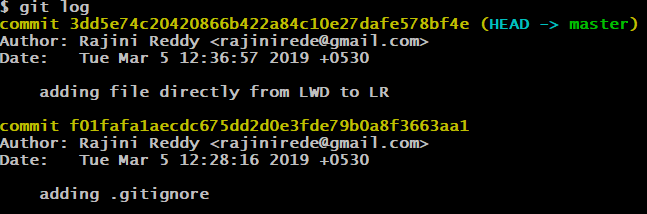 $ git log
commit 3dd5e74c20420866b422a84c10e27dafe578bf4e (HEAD -> master)
Author: Rajini Reddy <rajinirede@gmail.com>
Date:   Tue Mar 5 12:36:57 2019 +0530
    adding file directly from LWD to LR
commit f01fafa1aecdc675dd2d0e3fde79b0a8f3663aa1
Author: Rajini Reddy <rajinirede@gmail.com>
Date:   Tue Mar 5 12:28:16 2019 +0530
    adding .gitignore